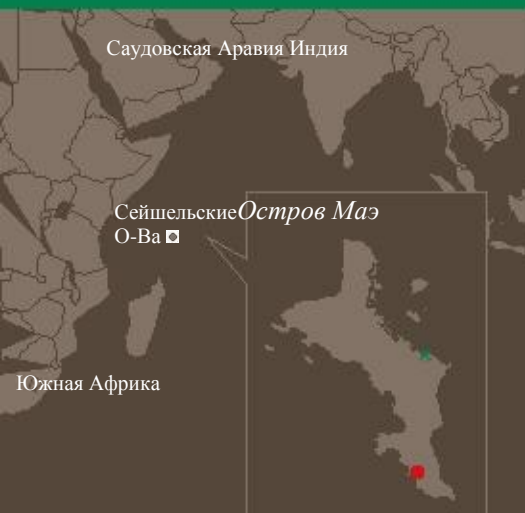 Саудовская Аравия Индия
СейшельскиеОстров Маэ
О-Ва
Южная Африка